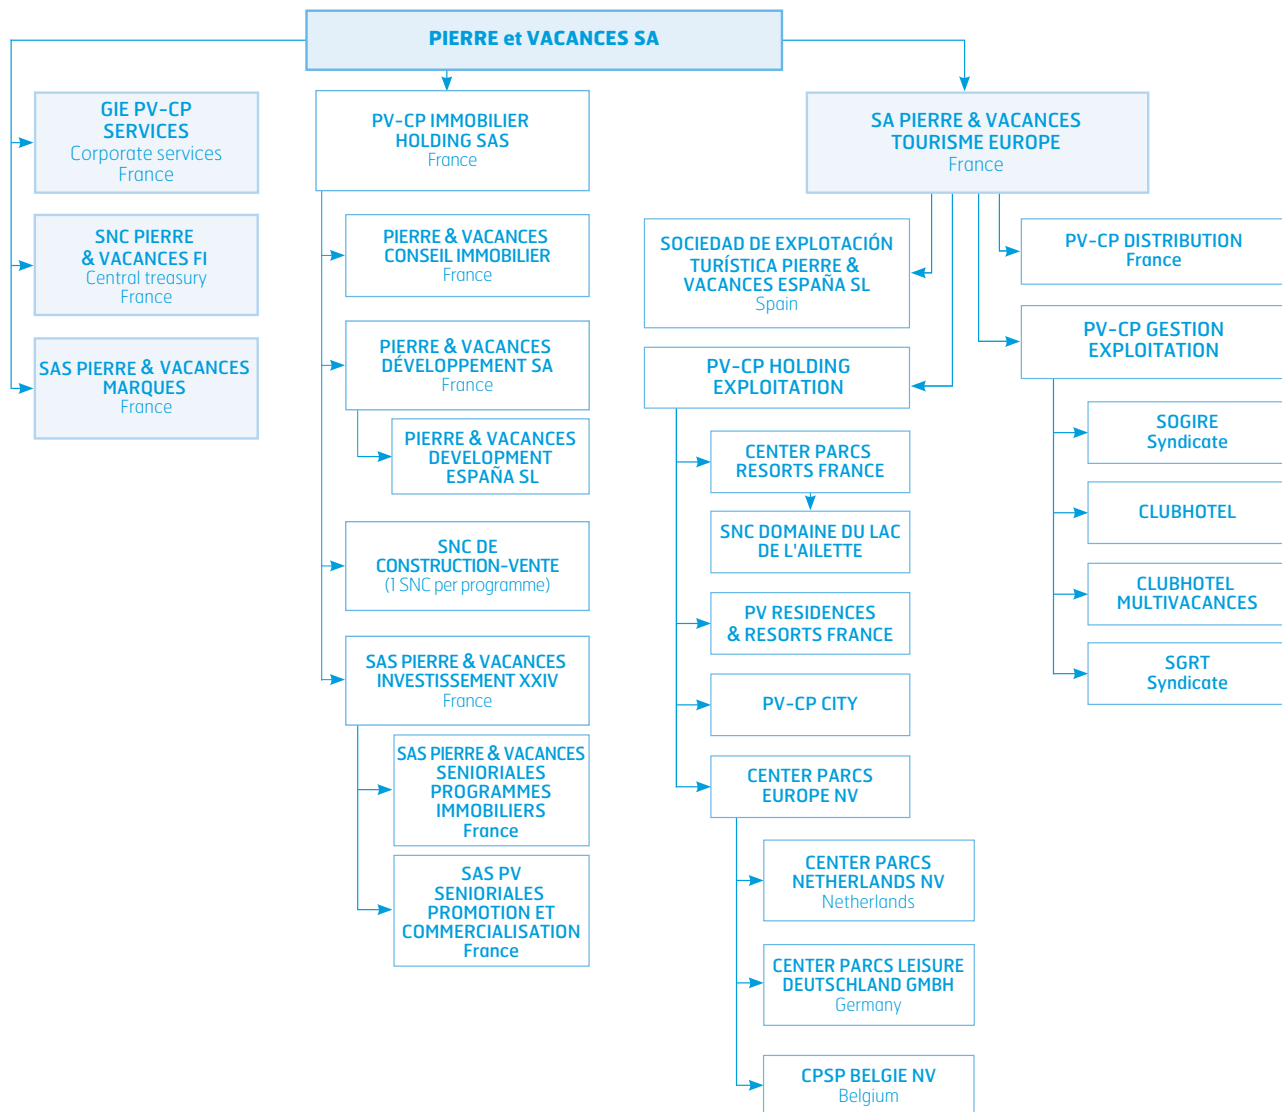 PIERRE et VACANCES SA
GIE PV-CP
SERVICES
Corporate services
France
SNC PIERRE
& VACANCES FI
Central treasury
France
SAS PIERRE & VACANCES
MARQUES
France
PV-CP IMMOBILIER
HOLDING SAS
France
PIERRE & VACANCES
CONSEIL IMMOBILIER
France
PIERRE & VACANCES
DÉVELOPPEMENT SA
France
PIERRE & VACANCES
DEVELOPMENT
ESPAÑA SL
SNC DE
CONSTRUCTION-VENTE
(1 SNC per programme)
SAS PIERRE & VACANCES
INVESTISSEMENT XXIV
France
SAS PIERRE & VACANCES
SENIORIALES
PROGRAMMES
IMMOBILIERS
France
SAS PV
SENIORIALES
PROMOTION ET
COMMERCIALISATION
France
SA PIERRE & VACANCES
TOURISME EUROPE
France
SOCIEDAD DE EXPLOTACIÓN
TURÍSTICA PIERRE &
VACANCES ESPAÑA SL
Spain
PV-CP HOLDING
EXPLOITATION
CENTER PARCS
RESORTS FRANCE
SNC DOMAINE DU LAC
DE L'AILETTE
PV RESIDENCES
& RESORTS FRANCE
PV-CP CITY
CENTER PARCS
EUROPE NV
CENTER PARCS
NETHERLANDS NV
Netherlands
CENTER PARCS LEISURE
DEUTSCHLAND GMBH
Germany
CPSP BELGIE NV
Belgium
PV-CP DISTRIBUTION
France
PV-CP GESTION
EXPLOITATION
SOGIRE
Syndicate
CLUBHOTEL
CLUBHOTEL
MULTIVACANCES
SGRT
Syndicate